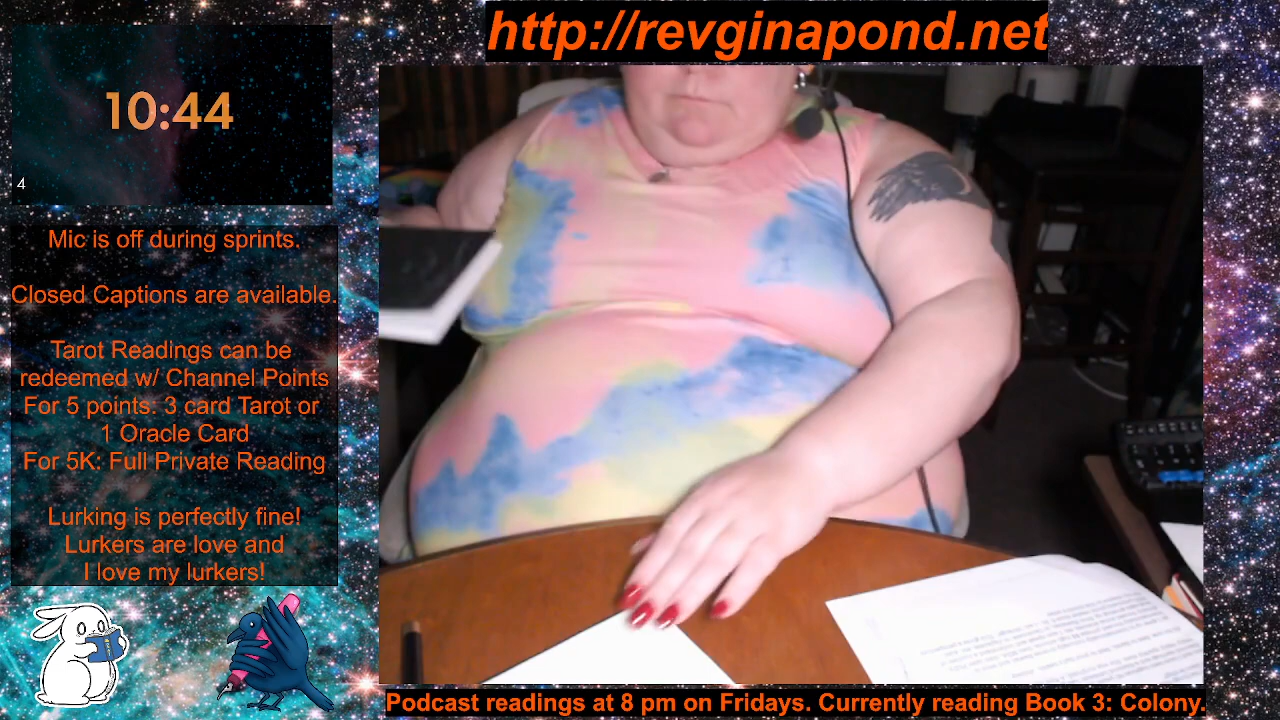 http://revginapond.net
10:44
4
Mic is off during sprints.
Closed Captions are available.
Tarot Readings can be
redeemed w/ Channel Points
For 5 points: 3 card Tarot or
1 Oracle Card
For 5K: Full Private Reading
Lurking is perfectly fine!
Lurkers are love and
I love my lurkers!
Podcast readings at 8 pm on Fridays. Currently reading Book 3: Colony.